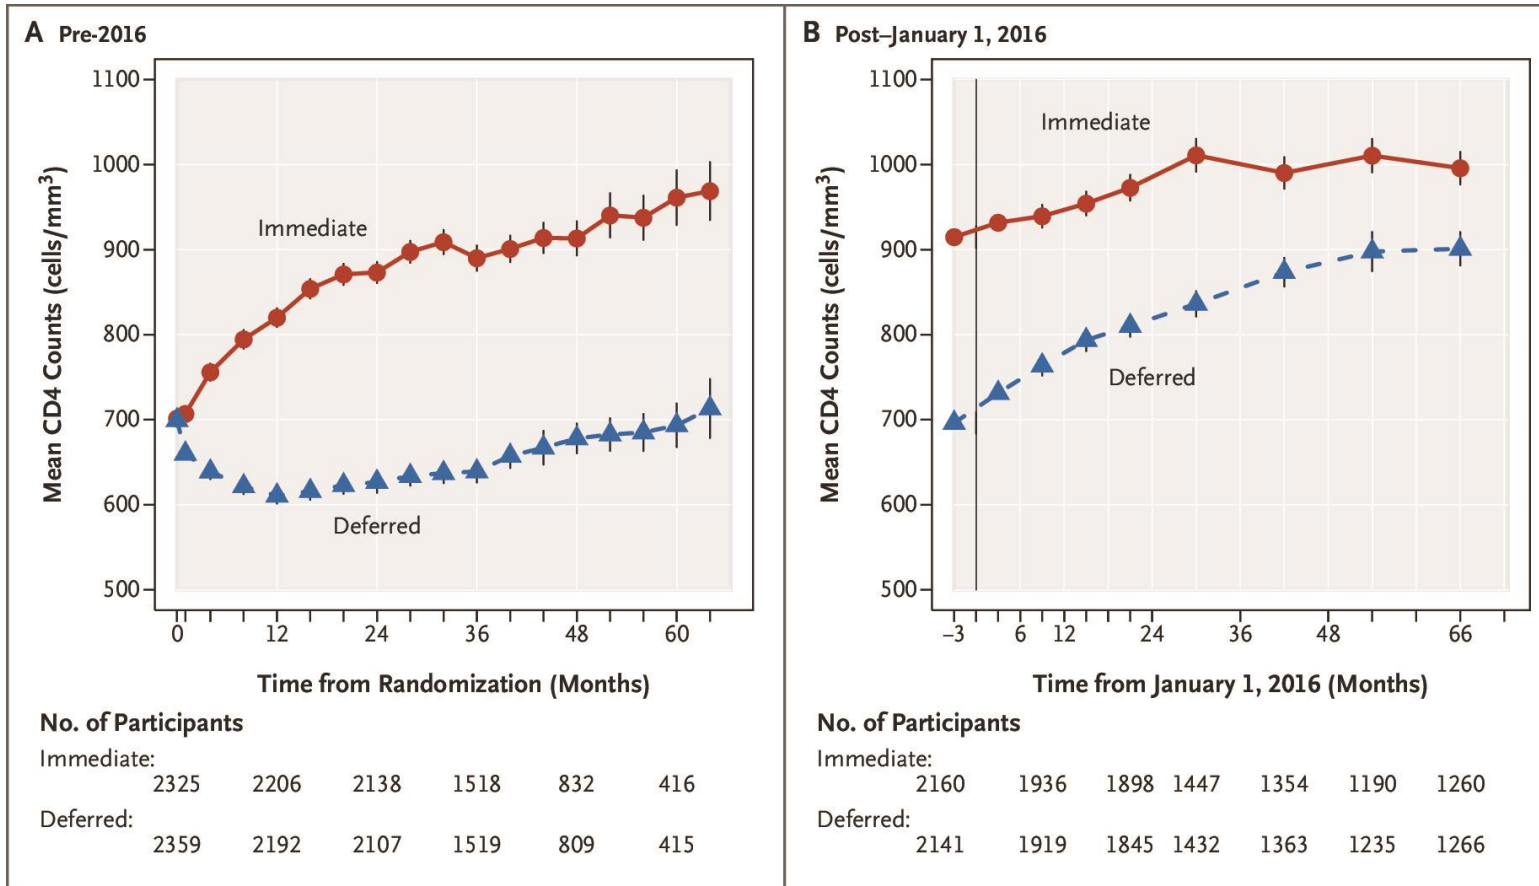 A Pre-2016
1100
1000
900
800
700
600
500
Mean CD4 Counts (cells/mm³)
Immediate
Deferred
0 12 24 36 48 60
Time from Randomization (Months)
No. of Participants
Immediate:
2325 2206 2138 1518 832 416
Deferred:
2359 2192 2107 1519 809 415
B Post–January 1, 2016
1100
1000
900
800
700
600
500
Mean CD4 Counts (cells/mm³)
Immediate
Deferred
–3 6 12 24 36 48 66
Time from January 1, 2016 (Months)
No. of Participants
Immediate:
2160 1936 1898 1447 1354 1190 1260
Deferred:
2141 1919 1845 1432 1363 1235 1266